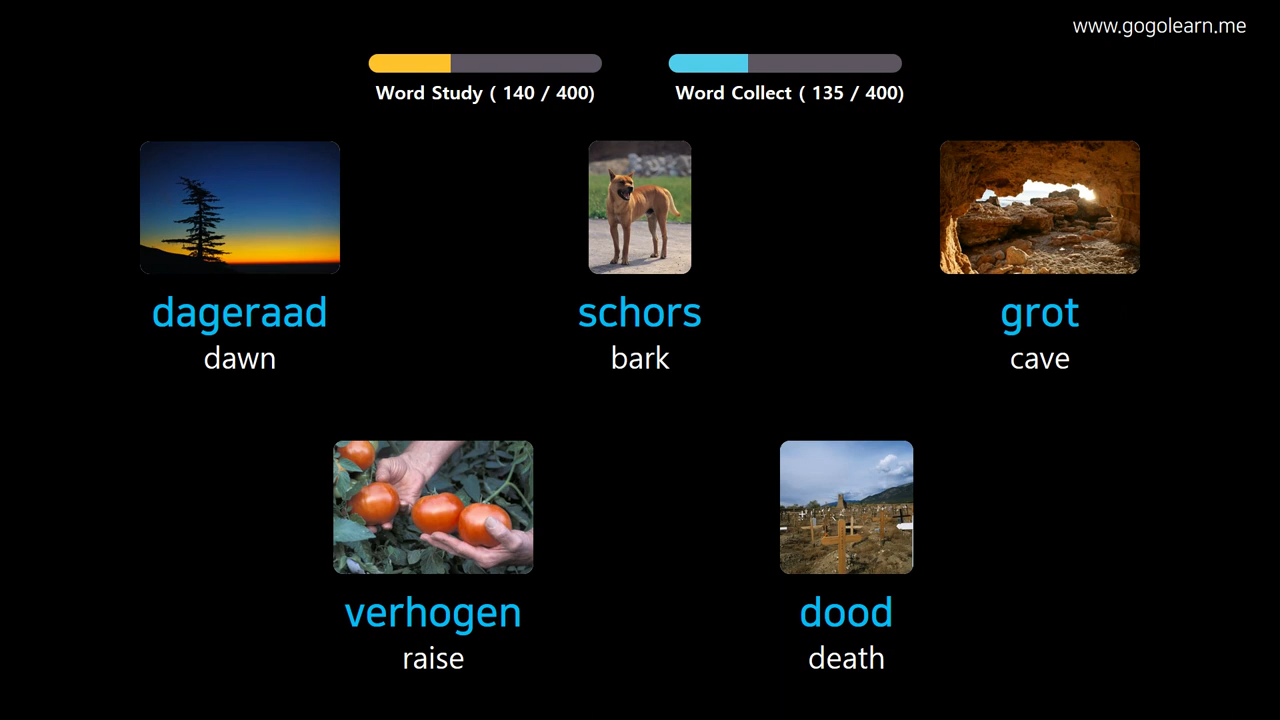 www.gogolearn.me
Word Study ( 140 / 400)
Word Collect ( 135 / 400)
dageraad
dawn
schors
bark
grot
cave
verhogen
raise
dood
death